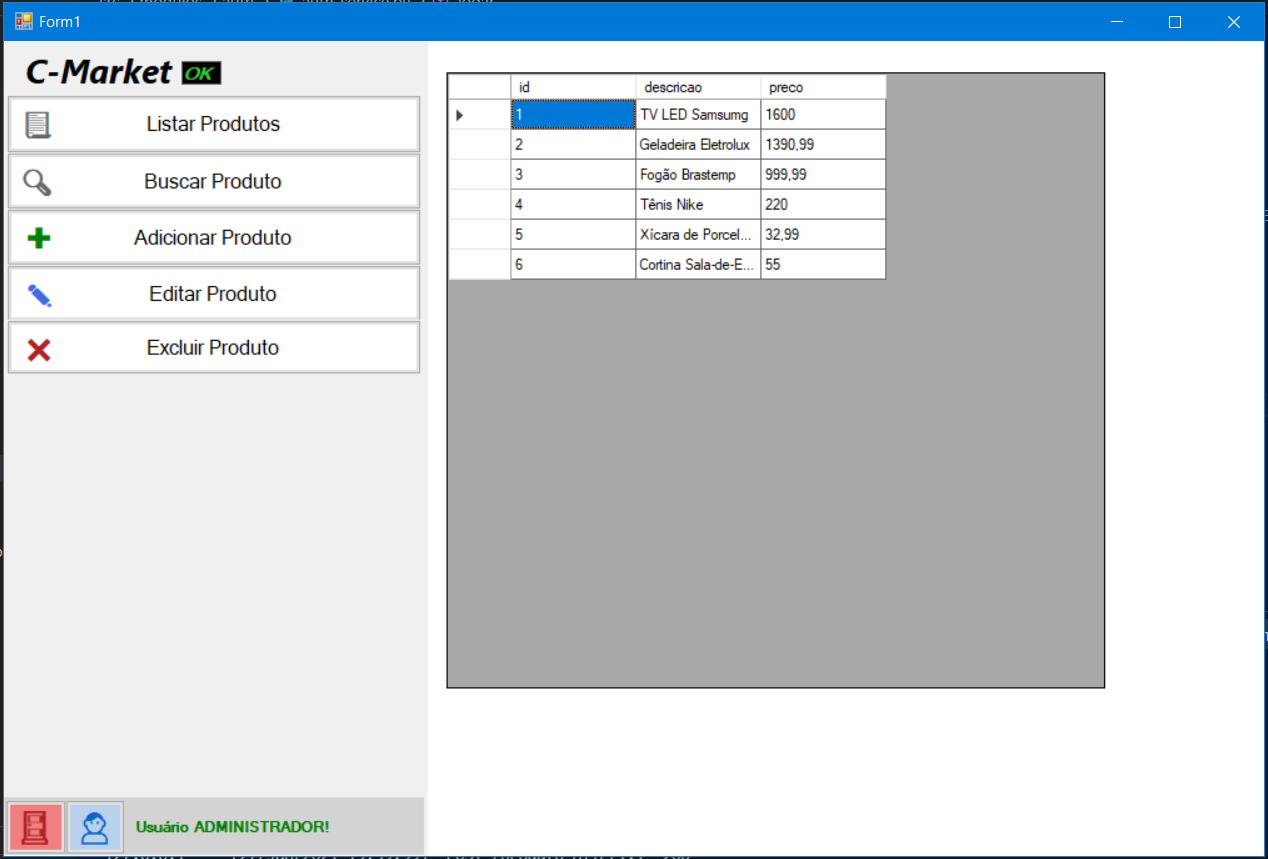 Form1
C-Market OK
Listar Produtos
Buscar Produto
Adicionar Produto
Editar Produto
Excluir Produto
id descricao preco
1 TV LED Samsumg 1600
2 Geladeira Eletrolux 1390,99
3 Fogão Brastemp 999,99
4 Tênis Nike 220
5 Xícara de Porcel... 32,99
6 Cortina Sala-de-E... 55
Usuário ADMINISTRADOR!